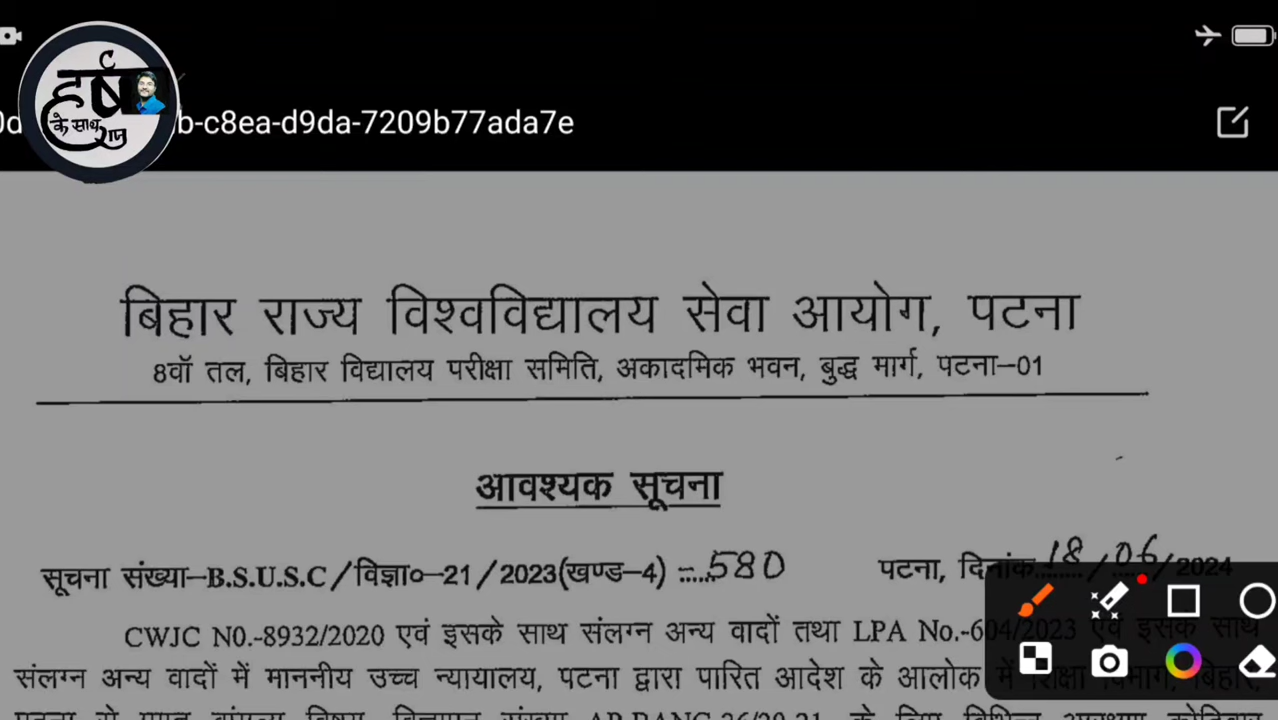 हर्ष
के साथ
राज
b-c8ea-d9da-7209b77ada7e
बिहार राज्य विश्वविद्यालय सेवा आयोग, पटना
8वॉ तल, बिहार विद्यालय परीक्षा समिति, अकादमिक भवन, बुद्ध मार्ग, पटना–01
आवश्यक सूचना
सूचना संख्या–B.S.U.S.C/विज्ञा०–21/2023(खण्ड–4) ......580 पटना, दिनांक......18/06/2024
CWJC N0.-8932/2020 एवं इसके साथ संलग्न अन्य वादों तथा LPA No.-604/2023 एवं इसके साथ
संलग्न अन्य वादों में माननीय उच्च न्यायालय, पटना द्वारा पारित आदेश के आलोक में शिक्षा विभाग, बिहार,